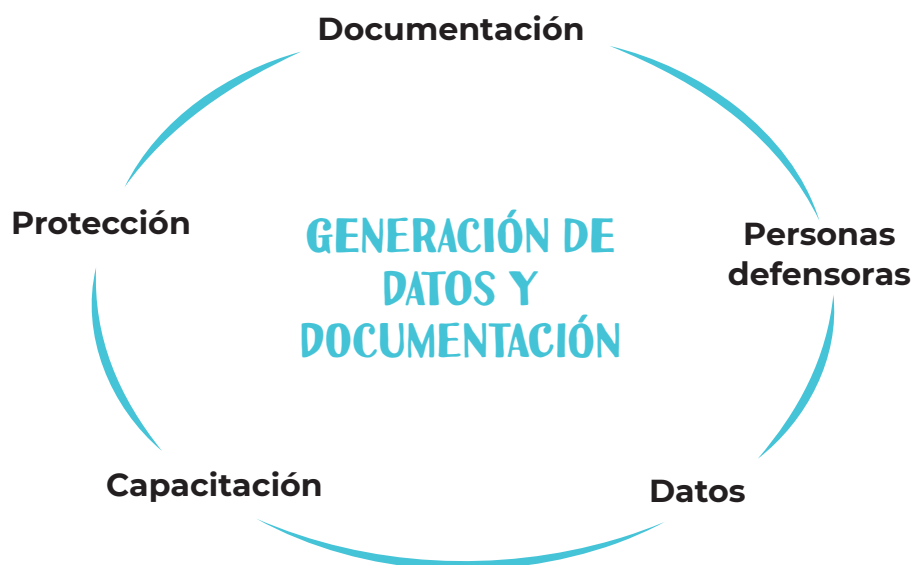 Documentación
Protección
GENERACIÓN DE
DATOS Y
DOCUMENTACIÓN
Personas
defensoras
Capacitación
Datos